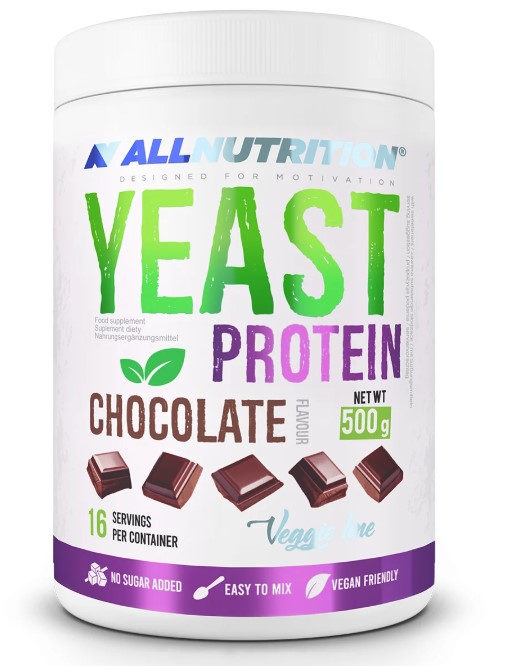 ALLNUTRITION®
DESIGNED FOR MOTIVATION
YEAST
PROTEIN
Food supplement
Suplement diety
Nahrungsergänzungsmittel
CHOCOLATE
FLAVOUR
NET WT
500 g
16 SERVINGS
PER CONTAINER
Veggy line
NO SUGAR ADDED
EASY TO MIX
VEGAN FRIENDLY